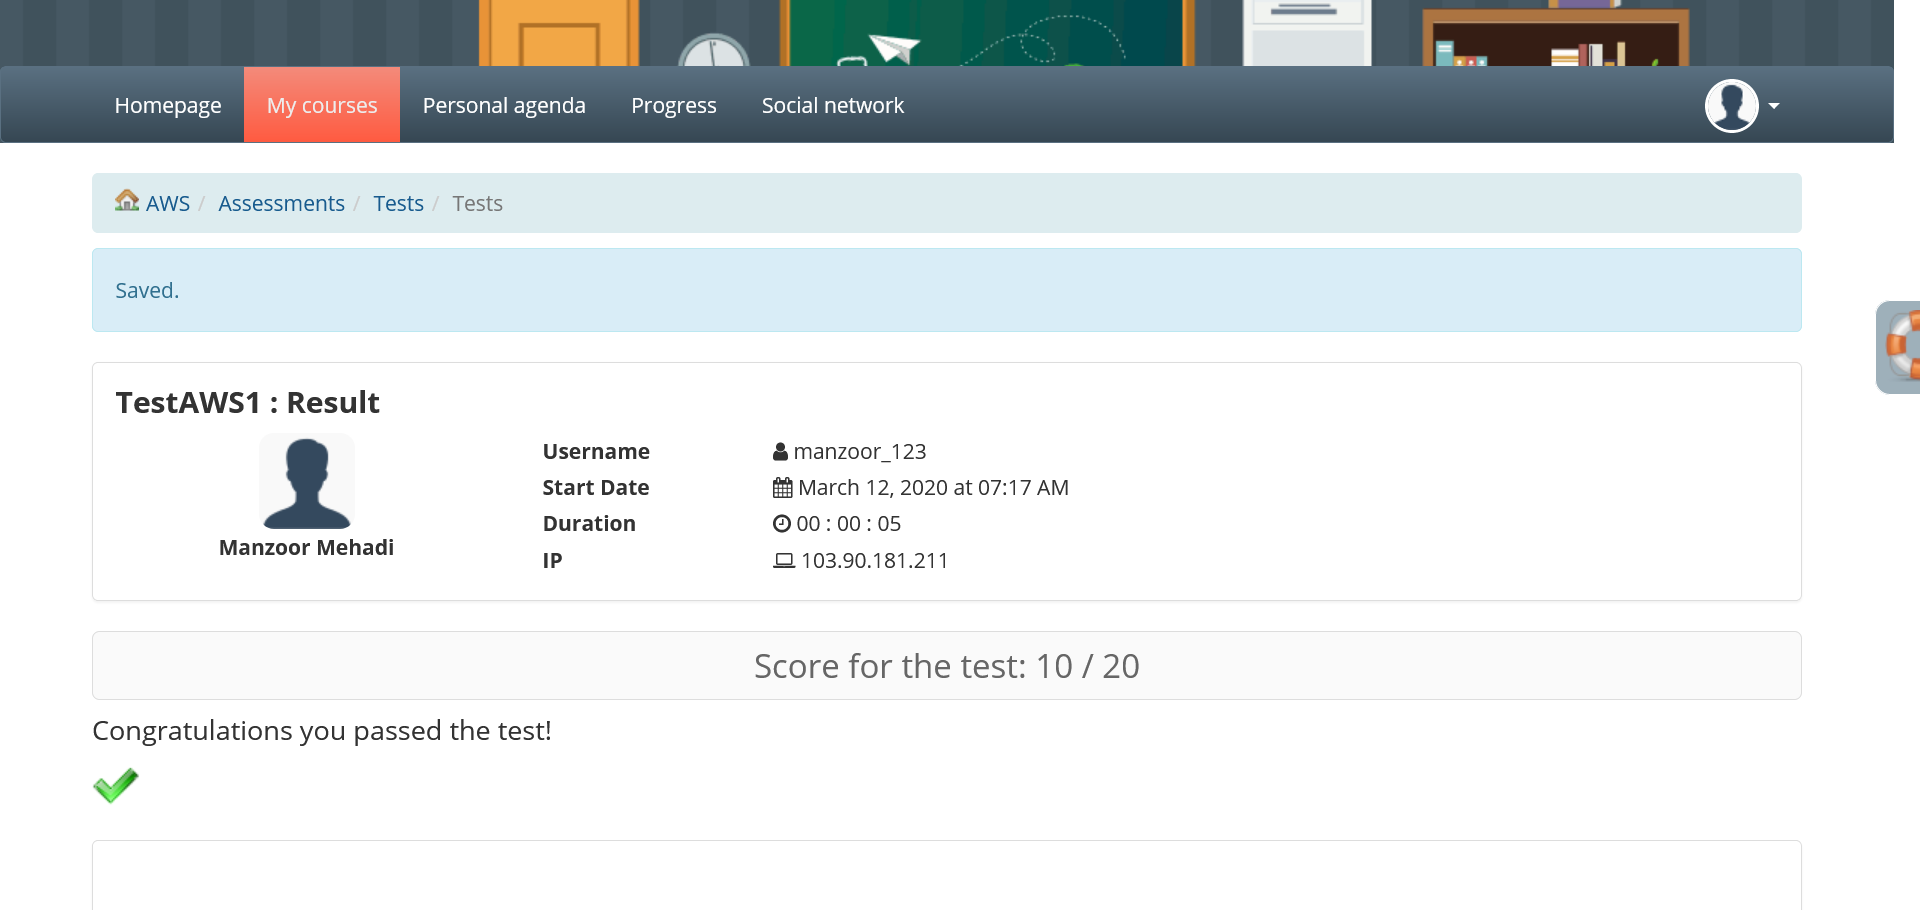 Homepage My courses Personal agenda Progress Social network
AWS / Assessments / Tests / Tests
Saved.
TestAWS1 : Result
Manzoor Mehadi
Username manzoor_123
Start Date March 12, 2020 at 07:17 AM
Duration 00 : 00 : 05
IP 103.90.181.211
Score for the test: 10 / 20
Congratulations you passed the test!